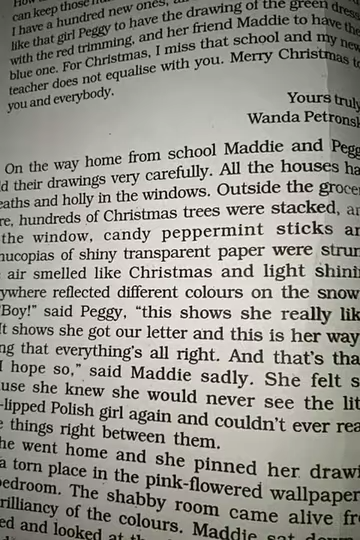 can keep those
I have a hundred new ones,
like that girl Peggy to have the drawing of the green dress
with the red trimming, and her friend Maddie to have the
blue one. For Christmas, I miss that school and my new
teacher does not equalise with you. Merry Christmas to
you and everybody.
Yours truly
Wanda Petronsk
On the way home from school Maddie and Pegg
d their drawings very carefully. All the houses ha
eaths and holly in the windows. Outside the groce
re, hundreds of Christmas trees were stacked, an
the window, candy peppermint sticks an
nucopias of shiny transparent paper were strun
air smelled like Christmas and light shini
ywhere reflected different colours on the snow
"Boy!" said Peggy, "this shows she really lik
It shows she got our letter and this is her way
ng that everything's all right. And that's tha
I hope so," said Maddie sadly. She felt s
use she knew she would never see the lit
-lipped Polish girl again and couldn't ever rea
e things right between them.
he went home and she pinned her drawi
a torn place in the pink-flowered wallpaper
bedroom. The shabby room came alive fr
rilliancy of the colours. Maddie sat down
ed and looked at